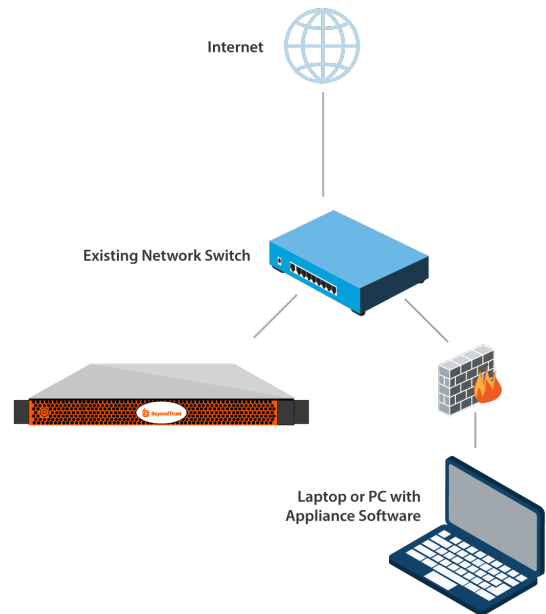 Internet
Existing Network Switch
BeyondTrust
Laptop or PC with
Appliance Software